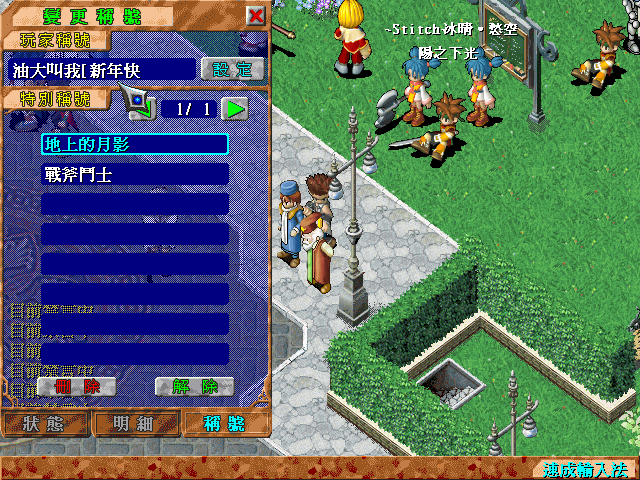 變更稱號
玩家稱號
油大叫我[ 新年快
設定
特別稱號
1/ 1
地上的月影
戰斧鬥士
刪除
解除
狀態
明細
稱號
~Stitch冰晴·愁空
陽之下光
速成輸入法